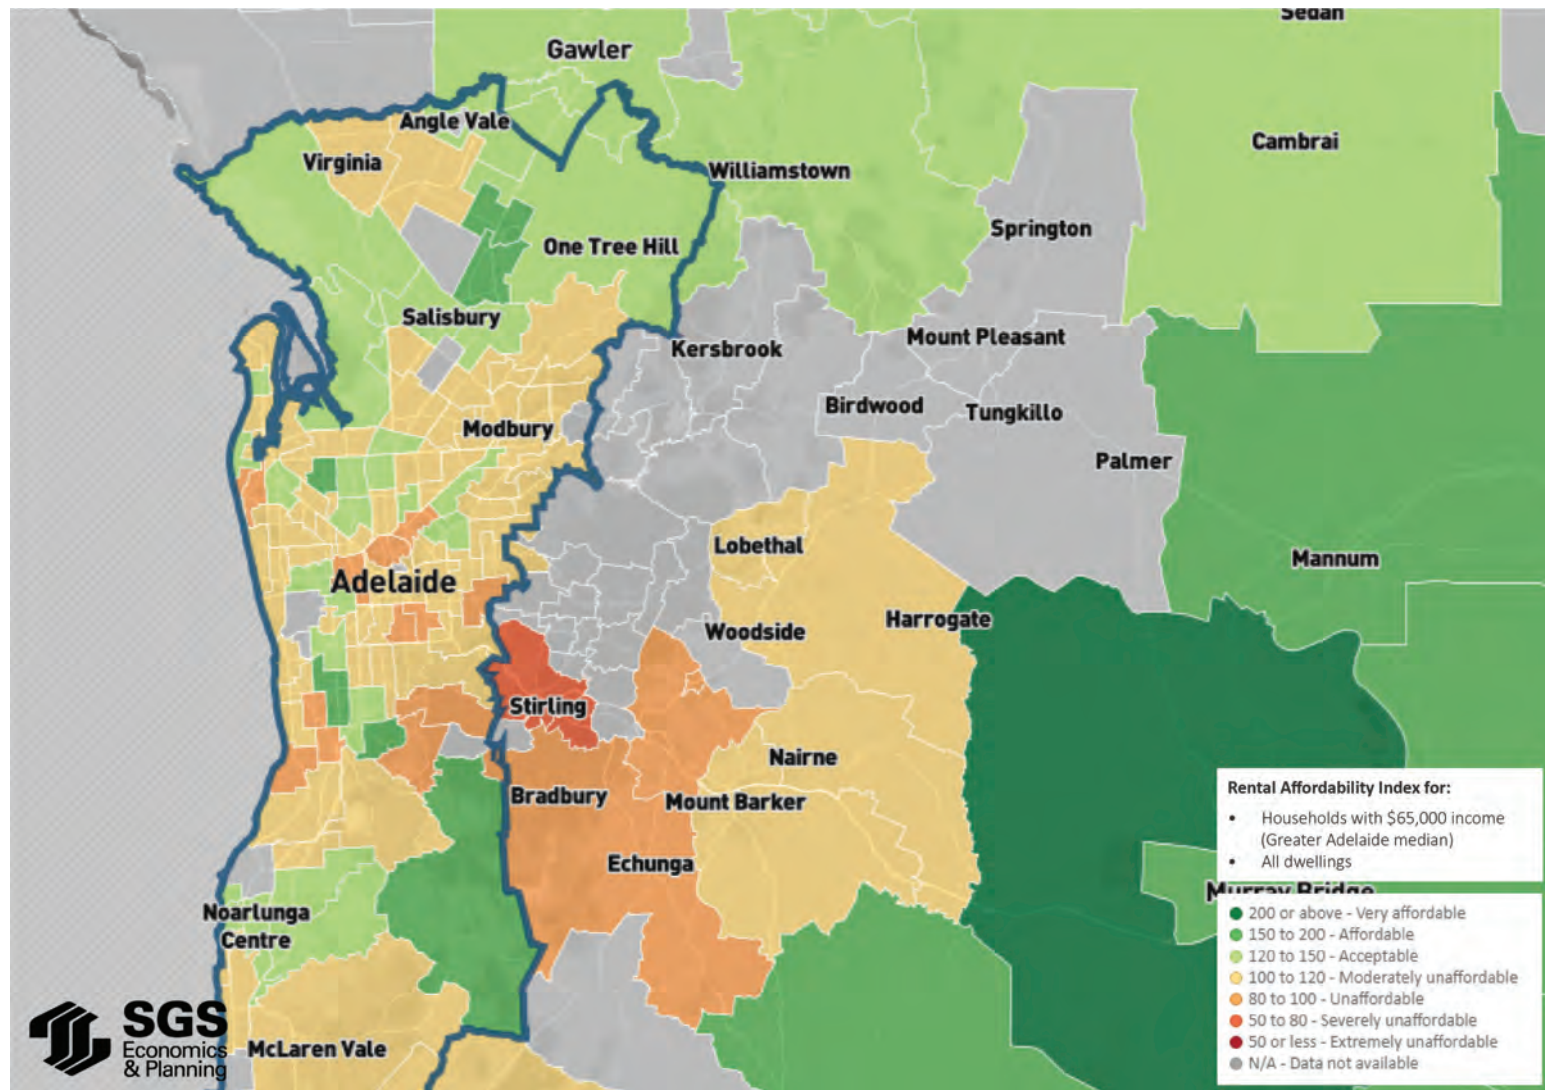 Sedan
Gawler
Angle Vale
Cambrai
Virginia
Williamstown
Springton
One Tree Hill
Salisbury
Mount Pleasant
Kersbrook
Birdwood
Tungkillo
Modbury
Palmer
Lobethal
Mannum
Adelaide
Harrogate
Woodside
Stirling
Nairne
Bradbury
Mount Barker
Echunga
Rental Affordability Index for:
• Households with $65,000 income
(Greater Adelaide median)
• All dwellings
Murray Bridge
200 or above - Very affordable
150 to 200 - Affordable
120 to 150 - Acceptable
100 to 120 - Moderately unaffordable
80 to 100 - Unaffordable
50 to 80 - Severely unaffordable
50 or less - Extremely unaffordable
N/A - Data not available
Noarlunga
Centre
SGS
Economics
& Planning
McLaren Vale